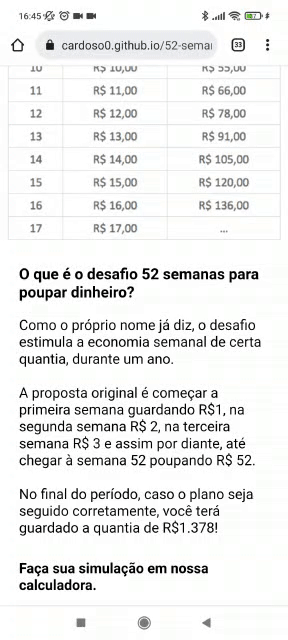 16:45
cardoso0.github.io/52-semai
33
10 R$ 10,00 R$ 55,00
11 R$ 11,00 R$ 66,00
12 R$ 12,00 R$ 78,00
13 R$ 13,00 R$ 91,00
14 R$ 14,00 R$ 105,00
15 R$ 15,00 R$ 120,00
16 R$ 16,00 R$ 136,00
17 R$ 17,00 ...
O que é o desafio 52 semanas para
poupar dinheiro?
Como o próprio nome já diz, o desafio
estimula a economia semanal de certa
quantia, durante um ano.
A proposta original é começar a
primeira semana guardando R$1, na
segunda semana R$ 2, na terceira
semana R$ 3 e assim por diante, até
chegar à semana 52 poupando R$ 52.
No final do período, caso o plano seja
seguido corretamente, você terá
guardado a quantia de R$1.378!
Faça sua simulação em nossa
calculadora.